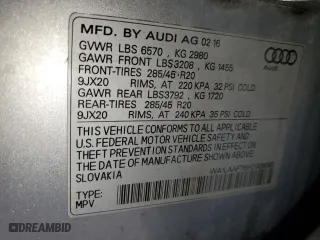 MFD. BY AUDI AG 02 16
GVWR LBS 6570 , KG 2980
GAWR FRONT LBS3208 , KG 1455
FRONT-TIRES 285/45 R20
9JX20 RIMS, AT 220 KPA 32 PSI COLD
GAWR REAR LBS3792 , KG 1720
REAR-TIRES 285/45 R20
9JX20 RIMS, AT 240 KPA 35 PSI COLD
Audi
THIS VEHICLE CONFORMS TO ALL APPLICABLE
U.S. FEDERAL MOTOR VEHICLE SAFETY AND
THEFT PREVENTION STANDARDS IN EFFECT ON THE
DATE OF MANUFACTURE SHOWN ABOVE.
SLOVAKIA
TYPE:
MPV
AUTOBIDMASTER